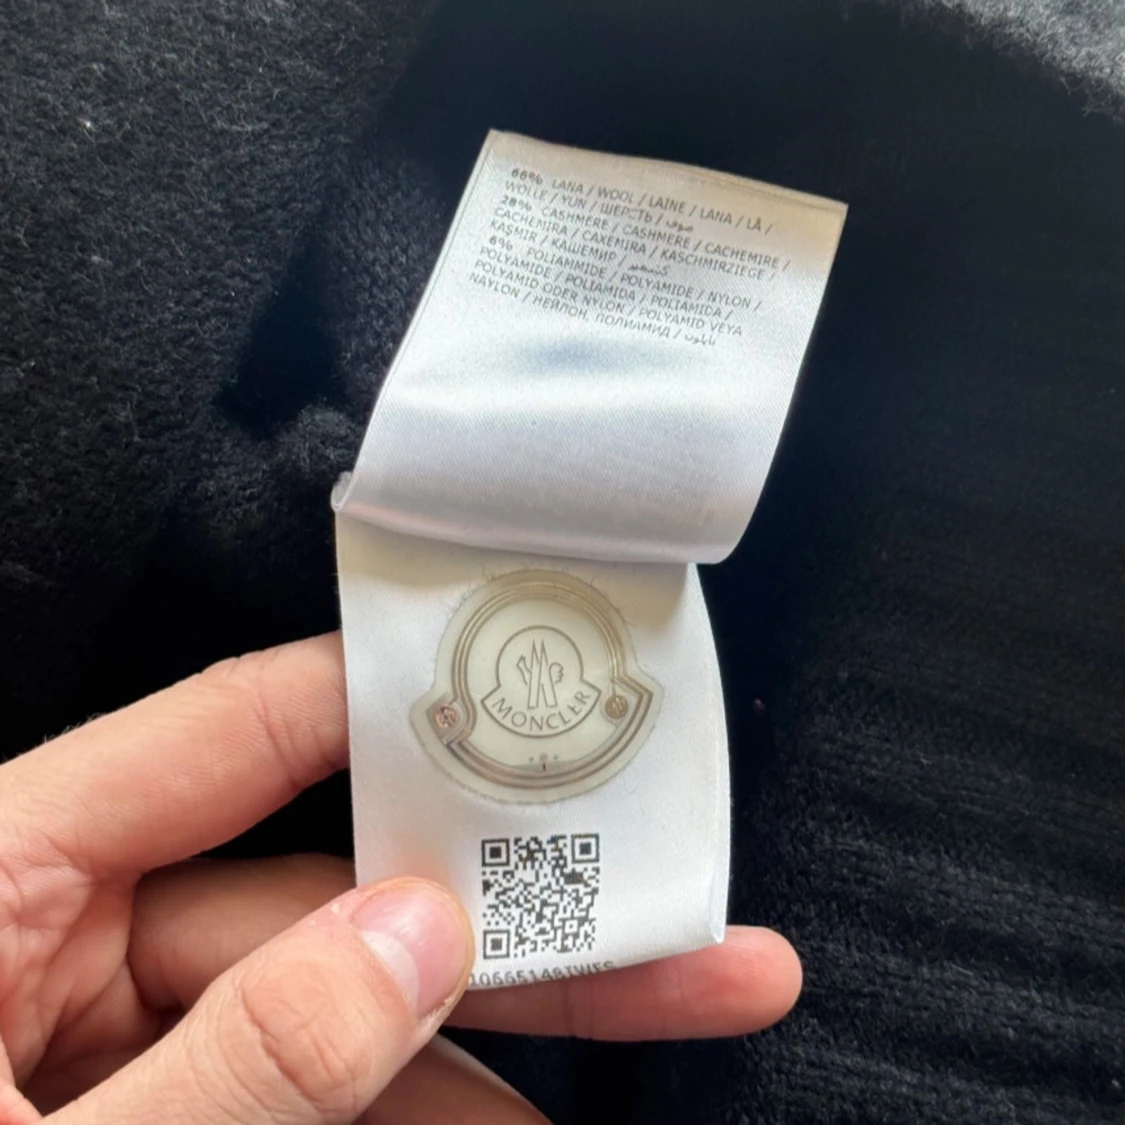 66% LANA / WOOL / LAINE / LANA / LÃ /
WOLLE / YÜN / ШЕРСТЬ / صوف
28% CASHMERE / CASHMERE / CACHEMIRE /
CACHEMIRA / CAXEMIRA / KASCHMIRZIEGE /
KAŞMIR / КАШЕМИР / كشمير
6% POLIAMMIDE / POLYAMIDE / NYLON /
POLYAMIDE / POLIAMIDA / POLIAMIDA /
POLYAMID ODER NYLON / POLYAMID VEYA
NAYLON / НЕЙЛОН, ПОЛИАМИД / نايلون
MONCLER